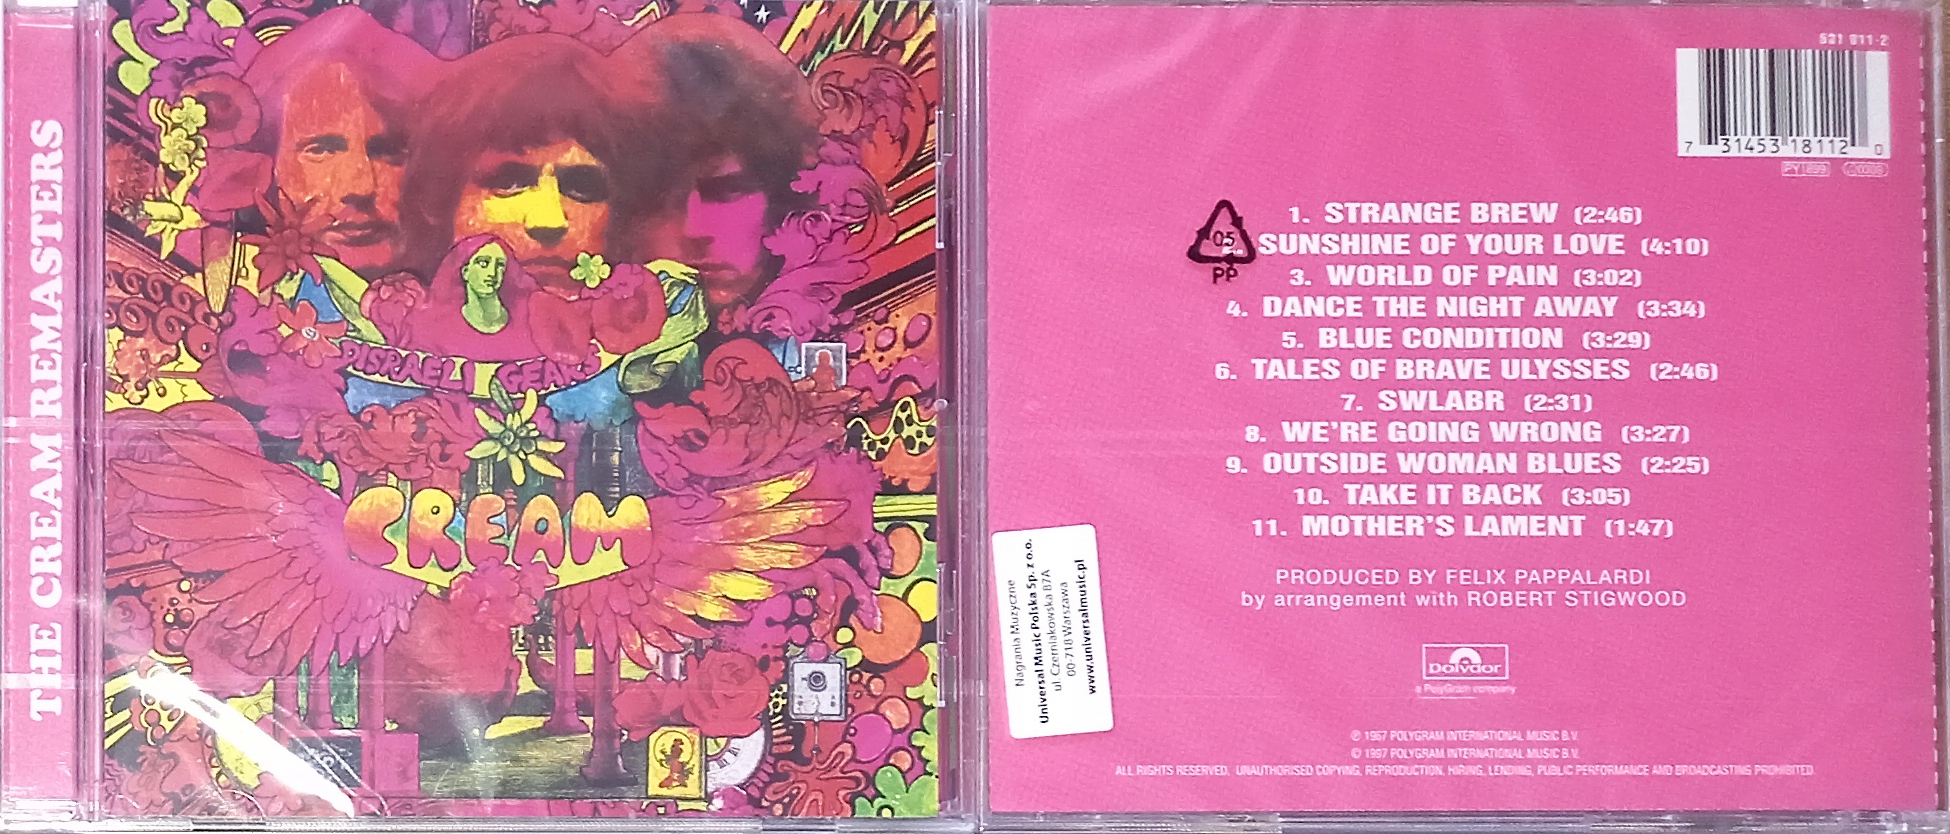 THE CREAM REMASTERS
DISRAELI GEARS
CREAM
531 811-2
7 31453 18112 0
PY 899
05
PP
1. STRANGE BREW (2:46)
SUNSHINE OF YOUR LOVE (4:10)
3. WORLD OF PAIN (3:02)
4. DANCE THE NIGHT AWAY (3:34)
5. BLUE CONDITION (3:29)
6. TALES OF BRAVE ULYSSES (2:46)
7. SWLABR (2:31)
8. WE'RE GOING WRONG (3:27)
9. OUTSIDE WOMAN BLUES (2:25)
10. TAKE IT BACK (3:05)
11. MOTHER'S LAMENT (1:47)
PRODUCED BY FELIX PAPPALARDI
by arrangement with ROBERT STIGWOOD
Nagrania Muzyczne
Universal Music Polska Sp. z o.o.
ul. Czerniakowska 87A
00-718 Warszawa
www.universalmusic.pl
Polydor
a PolyGram company
℗ 1967 POLYGRAM INTERNATIONAL MUSIC B.V.
© 1997 POLYGRAM INTERNATIONAL MUSIC B.V.
ALL RIGHTS RESERVED. UNAUTHORISED COPYING, REPRODUCTION, HIRING, LENDING, PUBLIC PERFORMANCE AND BROADCASTING PROHIBITED.